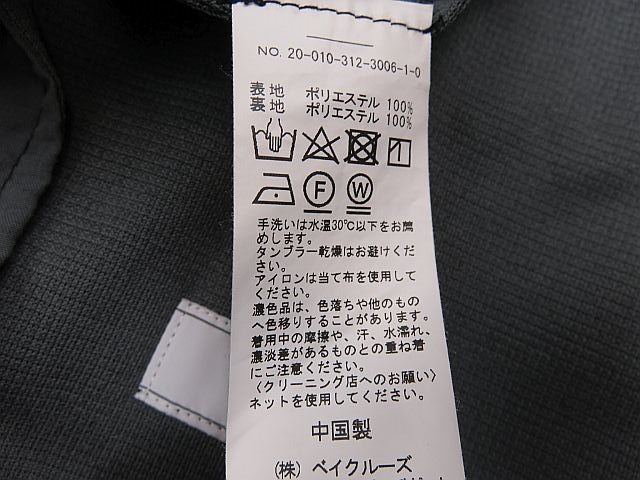 NO. 20-010-312-3006-1-0
表地 ポリエステル 100%
裏地 ポリエステル 100%
F W
手洗いは水温30℃以下をお薦
めします。
タンブラー乾燥はお避けくだ
さい。
アイロンは当て布を使用して
ください。
濃色品は、色落ちや他のもの
へ色移りすることがあります。
着用中の摩擦や、汗、水濡れ、
濃淡差があるものとの重ね着
にご注意ください。
〈クリーニング店へのお願い〉
ネットを使用してください。
中国製
(株) ベイクルーズ